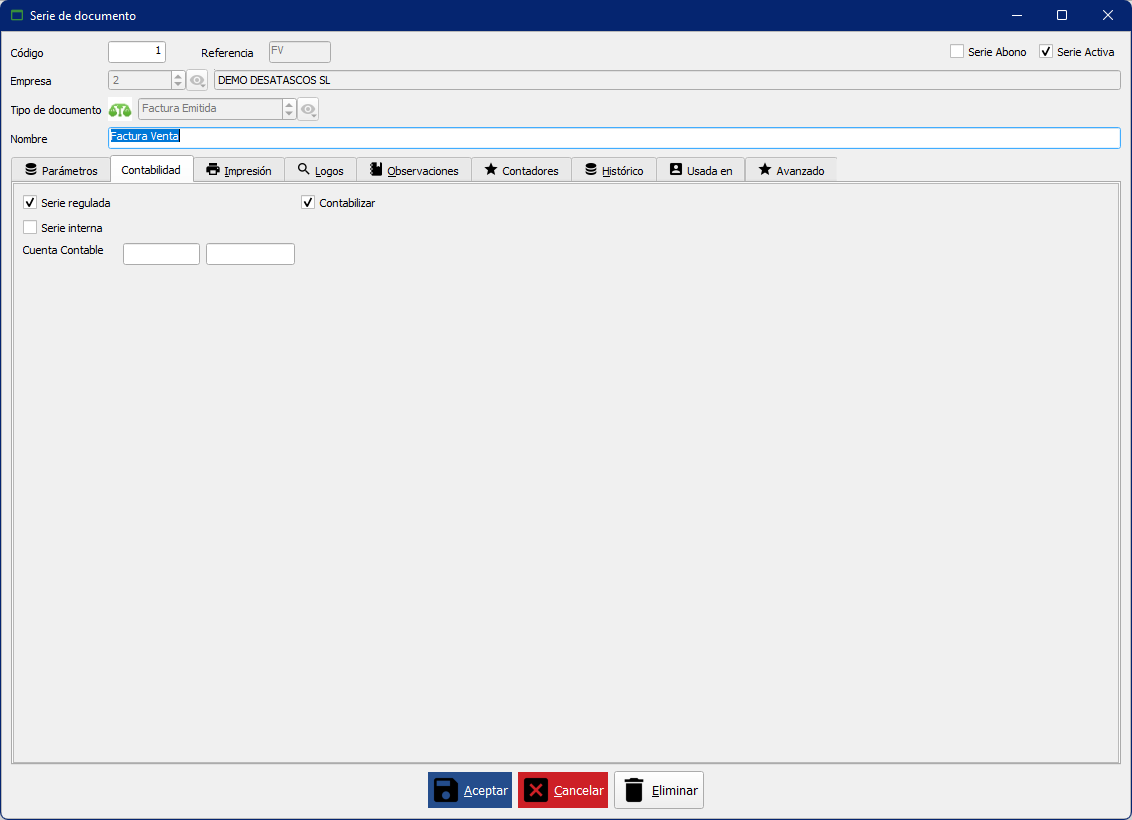 Serie de documento
Código 1 Referencia FV Serie Abono Serie Activa
Empresa 2 DEMO DESATASCOS SL
Tipo de documento Factura Emitida
Nombre Factura Venta
Parámetros Contabilidad Impresión Logos Observaciones Contadores Histórico Usada en Avanzado
Serie regulada Contabilizar
Serie interna
Cuenta Contable
Aceptar Cancelar Eliminar